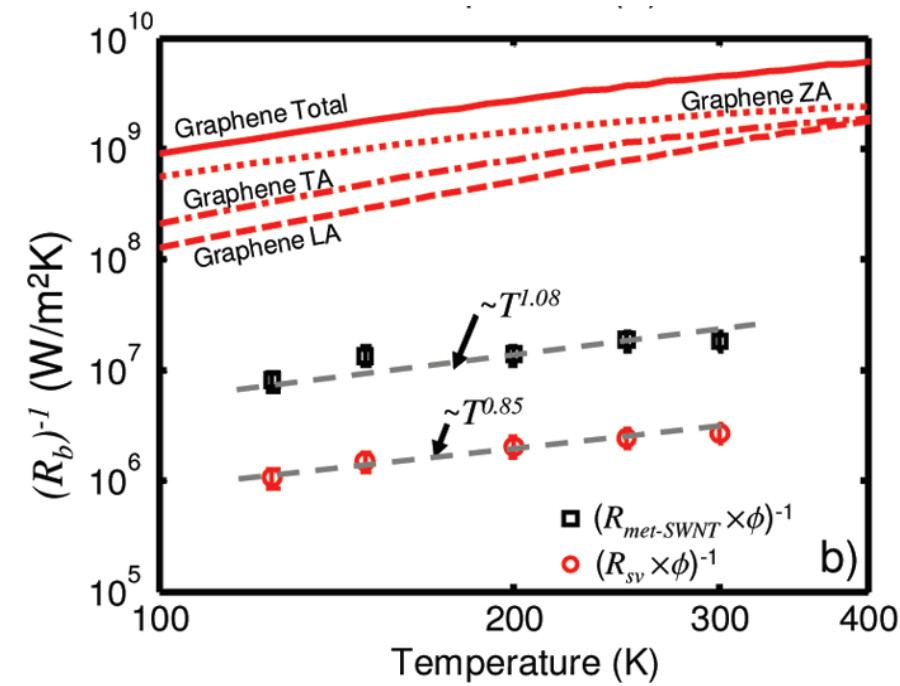 10^10
Graphene Total
Graphene ZA
10^9
Graphene TA
Graphene LA
10^8
~T^1.08
10^7
~T^0.85
10^6
(R_met-SWNT ×ϕ)^-1
(R_sv ×ϕ)^-1
b)
10^5
100
200
300
400
Temperature (K)
(R_b)^-1 (W/m^2K)